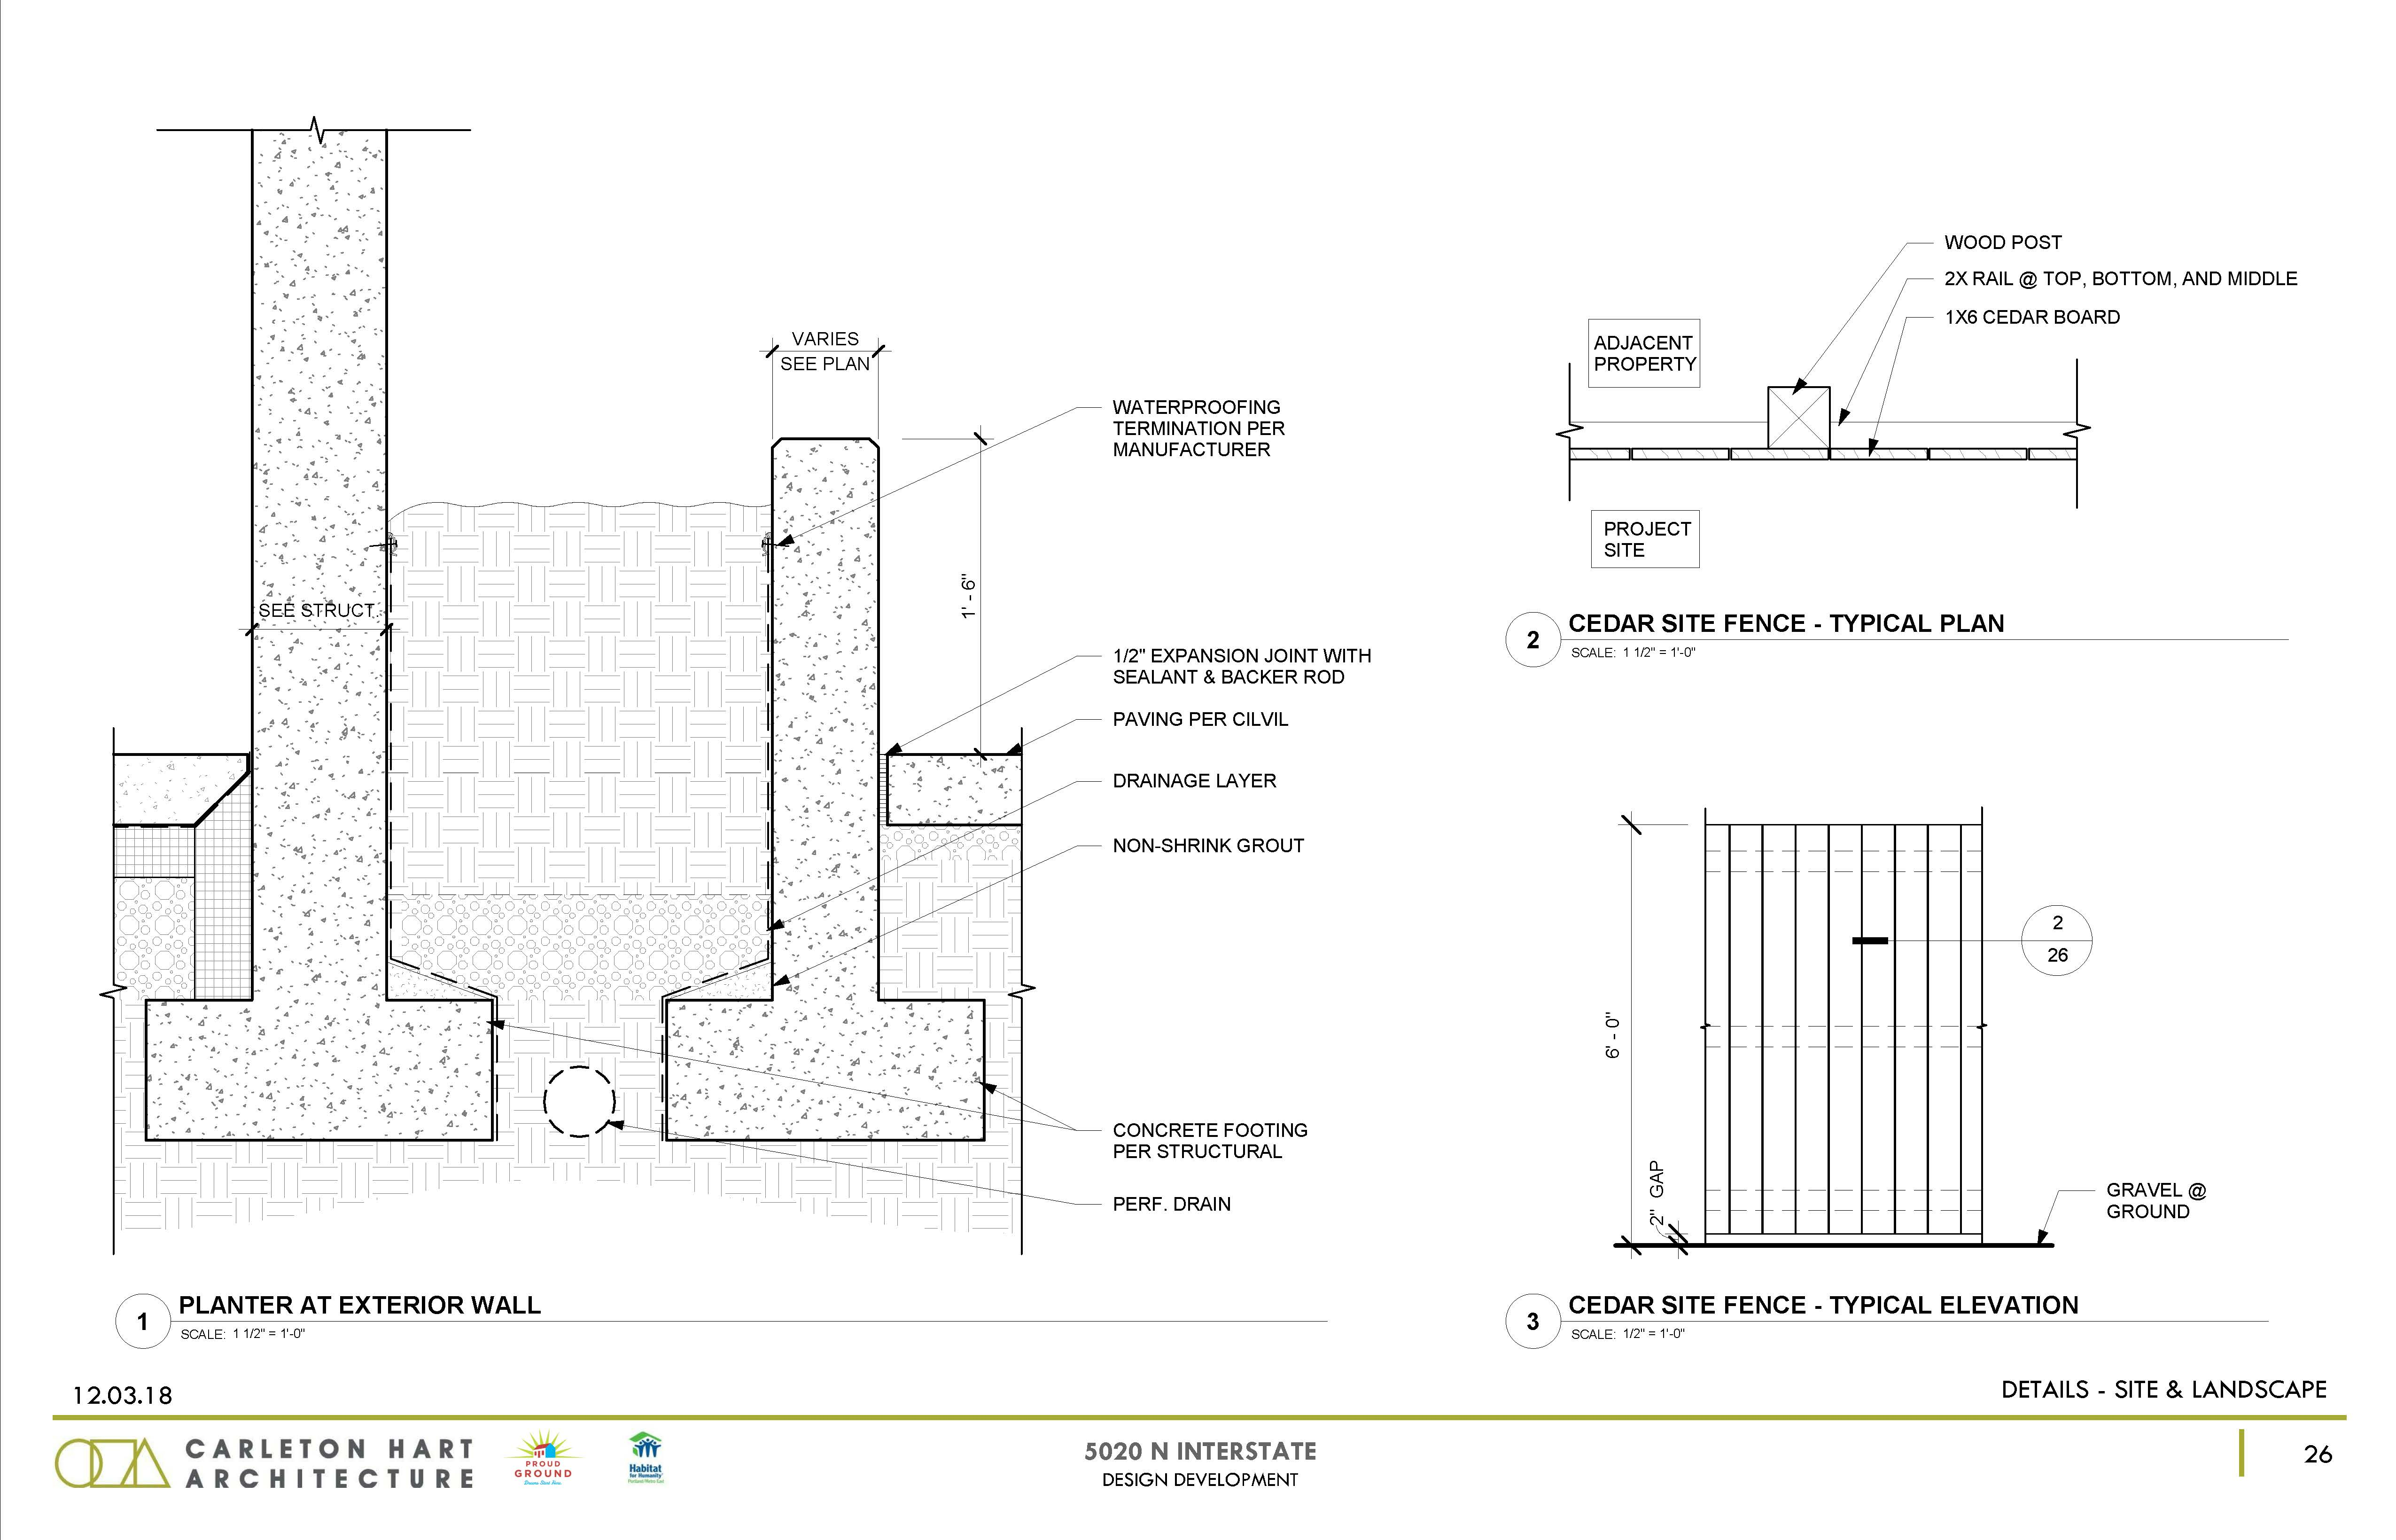 VARIES
SEE PLAN
WATERPROOFING
TERMINATION PER
MANUFACTURER
1' - 6"
SEE STRUCT.
1/2" EXPANSION JOINT WITH
SEALANT & BACKER ROD
PAVING PER CILVIL
DRAINAGE LAYER
NON-SHRINK GROUT
CONCRETE FOOTING
PER STRUCTURAL
PERF. DRAIN
1
PLANTER AT EXTERIOR WALL
SCALE: 1 1/2" = 1'-0"
WOOD POST
2X RAIL @ TOP, BOTTOM, AND MIDDLE
1X6 CEDAR BOARD
ADJACENT
PROPERTY
PROJECT
SITE
2
CEDAR SITE FENCE - TYPICAL PLAN
SCALE: 1 1/2" = 1'-0"
2
26
6' - 0"
2" GAP
GRAVEL @
GROUND
3
CEDAR SITE FENCE - TYPICAL ELEVATION
SCALE: 1/2" = 1'-0"
12.03.18
DETAILS - SITE & LANDSCAPE
CARLETON HART
ARCHITECTURE
PROUD
GROUND
Habitat
for Humanity
5020 N INTERSTATE
DESIGN DEVELOPMENT
26